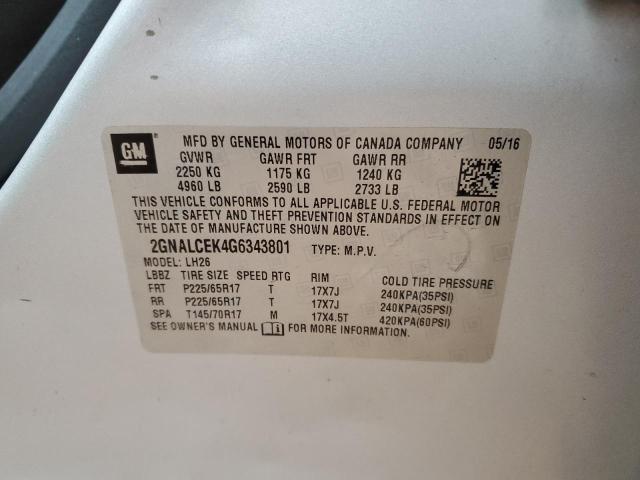 GM
MFD BY GENERAL MOTORS OF CANADA COMPANY 05/16
GVWR GAWR FRT GAWR RR
2250 KG 1175 KG 1240 KG
4960 LB 2590 LB 2733 LB
THIS VEHICLE CONFORMS TO ALL APPLICABLE U.S. FEDERAL MOTOR
VEHICLE SAFETY AND THEFT PREVENTION STANDARDS IN EFFECT ON
THE DATE OF MANUFACTURE SHOWN ABOVE.
2GNALCEK4G6343801 TYPE: M.P.V.
MODEL: LH26
LBBZ TIRE SIZE SPEED RTG RIM COLD TIRE PRESSURE
FRT P225/65R17 T 17X7J 240KPA(35PSI)
RR P225/65R17 T 17X7J 240KPA(35PSI)
SPA T145/70R17 M 17X4.5T 420KPA(60PSI)
SEE OWNER'S MANUAL FOR MORE INFORMATION